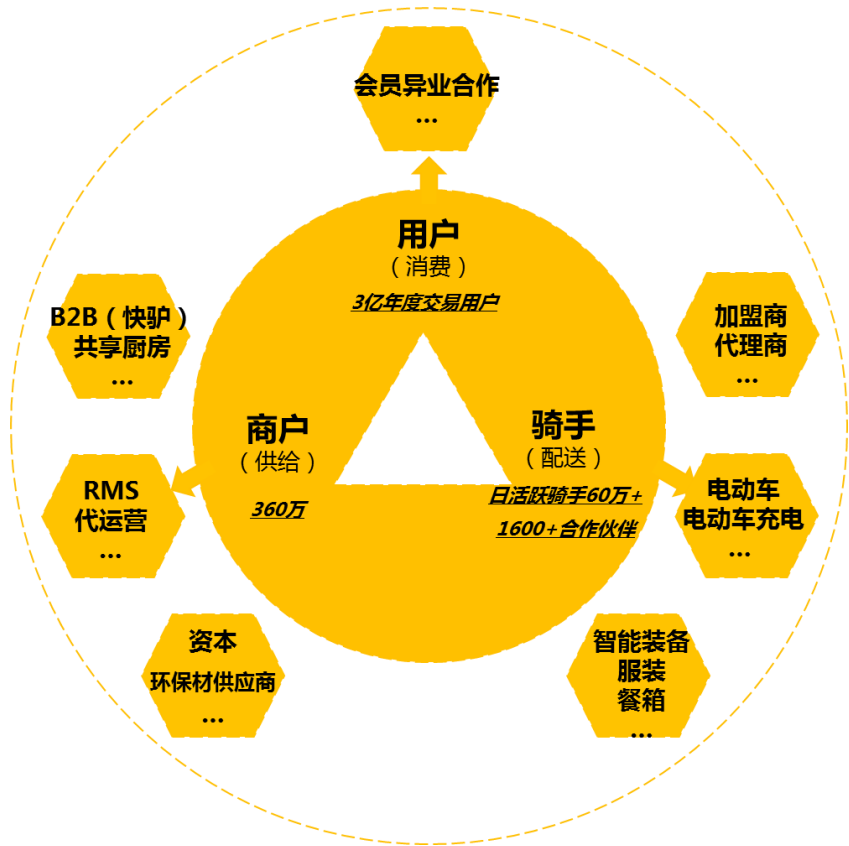 会员异业合作
...
用户
（消费）
3亿年度交易用户
B2B（快驴）
共享厨房
...
加盟商
代理商
...
商户
（供给）
360万
骑手
（配送）
日活跃骑手60万+
1600+合作伙伴
RMS
代运营
...
电动车
电动车充电
...
资本
环保材供应商
...
智能装备
服装
餐箱
...